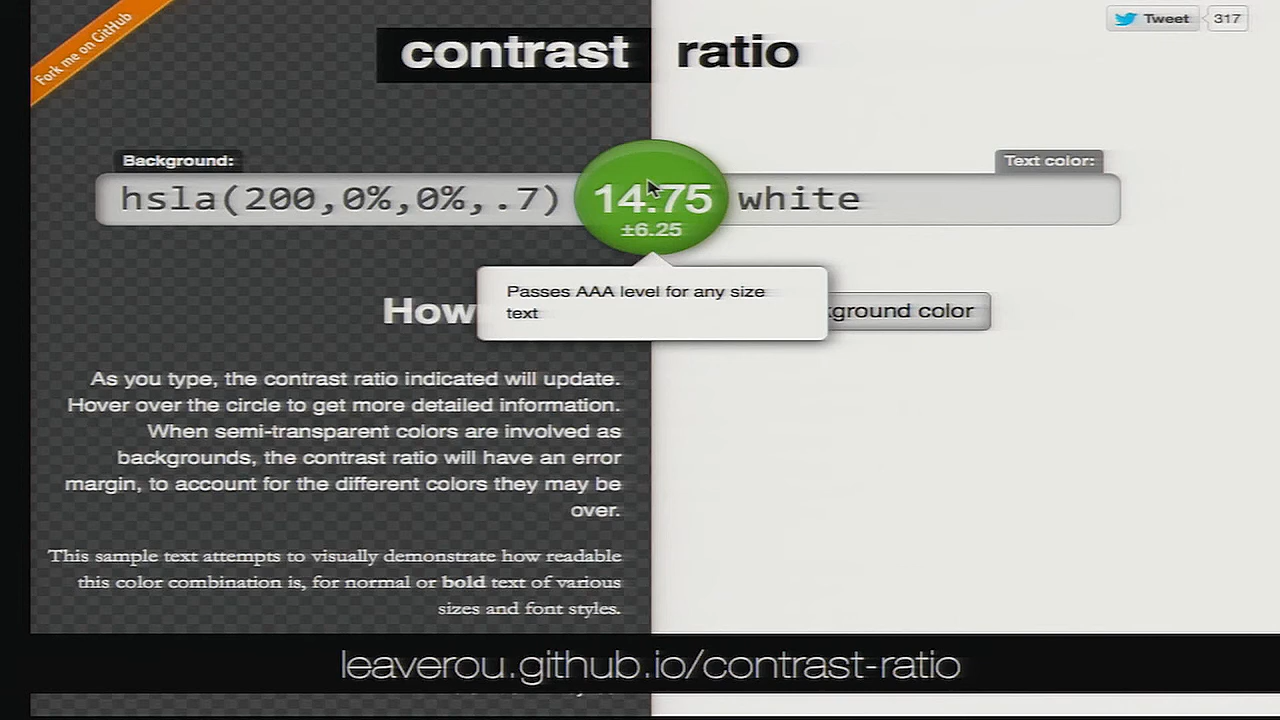 Fork me on GitHub
Tweet 317
contrast ratio
Background:
Text color:
hsla(200,0%,0%,.7)
14.75
±6.25
white
Passes AAA level for any size
text
How
ground color
As you type, the contrast ratio indicated will update.
Hover over the circle to get more detailed information.
When semi-transparent colors are involved as
backgrounds, the contrast ratio will have an error
margin, to account for the different colors they may be
over.
This sample text attempts to visually demonstrate how readable
this color combination is, for normal or bold text of various
sizes and font styles.
leaverou.github.io/contrast-ratio